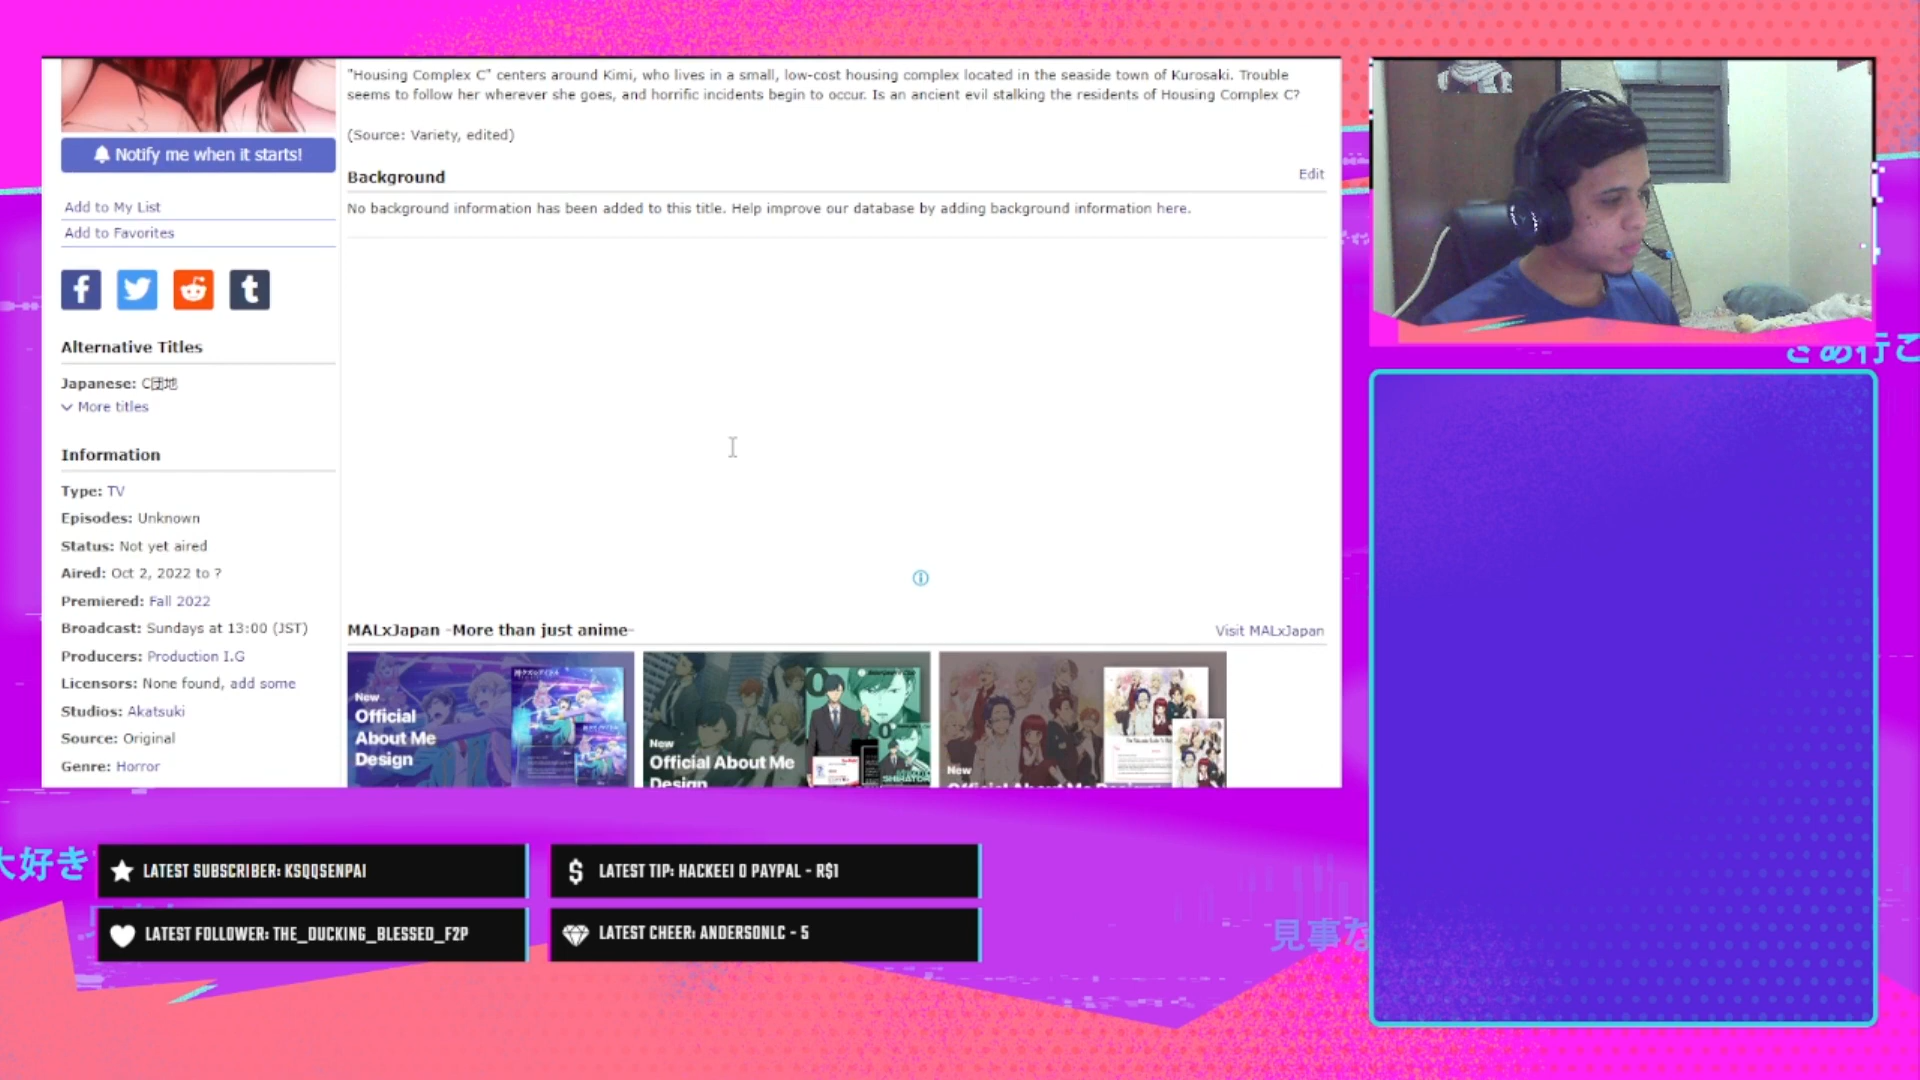 "Housing Complex C" centers around Kimi, who lives in a small, low-cost housing complex located in the seaside town of Kurosaki. Trouble
seems to follow her wherever she goes, and horrific incidents begin to occur. Is an ancient evil stalking the residents of Housing Complex C?
(Source: Variety, edited)
Notify me when it starts!
Background
Edit
No background information has been added to this title. Help improve our database by adding background information here.
Add to My List
Add to Favorites
Alternative Titles
Japanese: C団地
More titles
Information
Type: TV
Episodes: Unknown
Status: Not yet aired
Aired: Oct 2, 2022 to ?
Premiered: Fall 2022
Broadcast: Sundays at 13:00 (JST)
Producers: Production I.G
Licensors: None found, add some
Studios: Akatsuki
Source: Original
Genre: Horror
MALxJapan -More than just anime-
Visit MALxJapan
New
Official
About Me
Design
New
Official About Me
Design
New
Official About Me Design
大好き
見事な
LATEST SUBSCRIBER: KSQQSENPAI
LATEST TIP: HACKEEI O PAYPAL - R$1
LATEST FOLLOWER: THE_DUCKING_BLESSED_F2P
LATEST CHEER: ANDERSONLC - 5